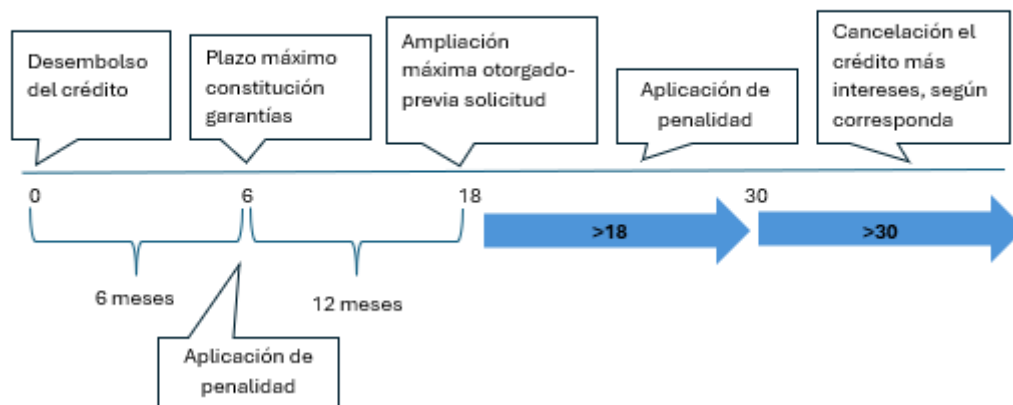 Desembolso
del crédito
Plazo máximo
constitución
garantías
Ampliación
máxima otorgado-
previa solicitud
Aplicación de
penalidad
Cancelación el
crédito más
intereses, según
corresponda
0
6
18
30
>18
>30
6 meses
12 meses
Aplicación de
penalidad